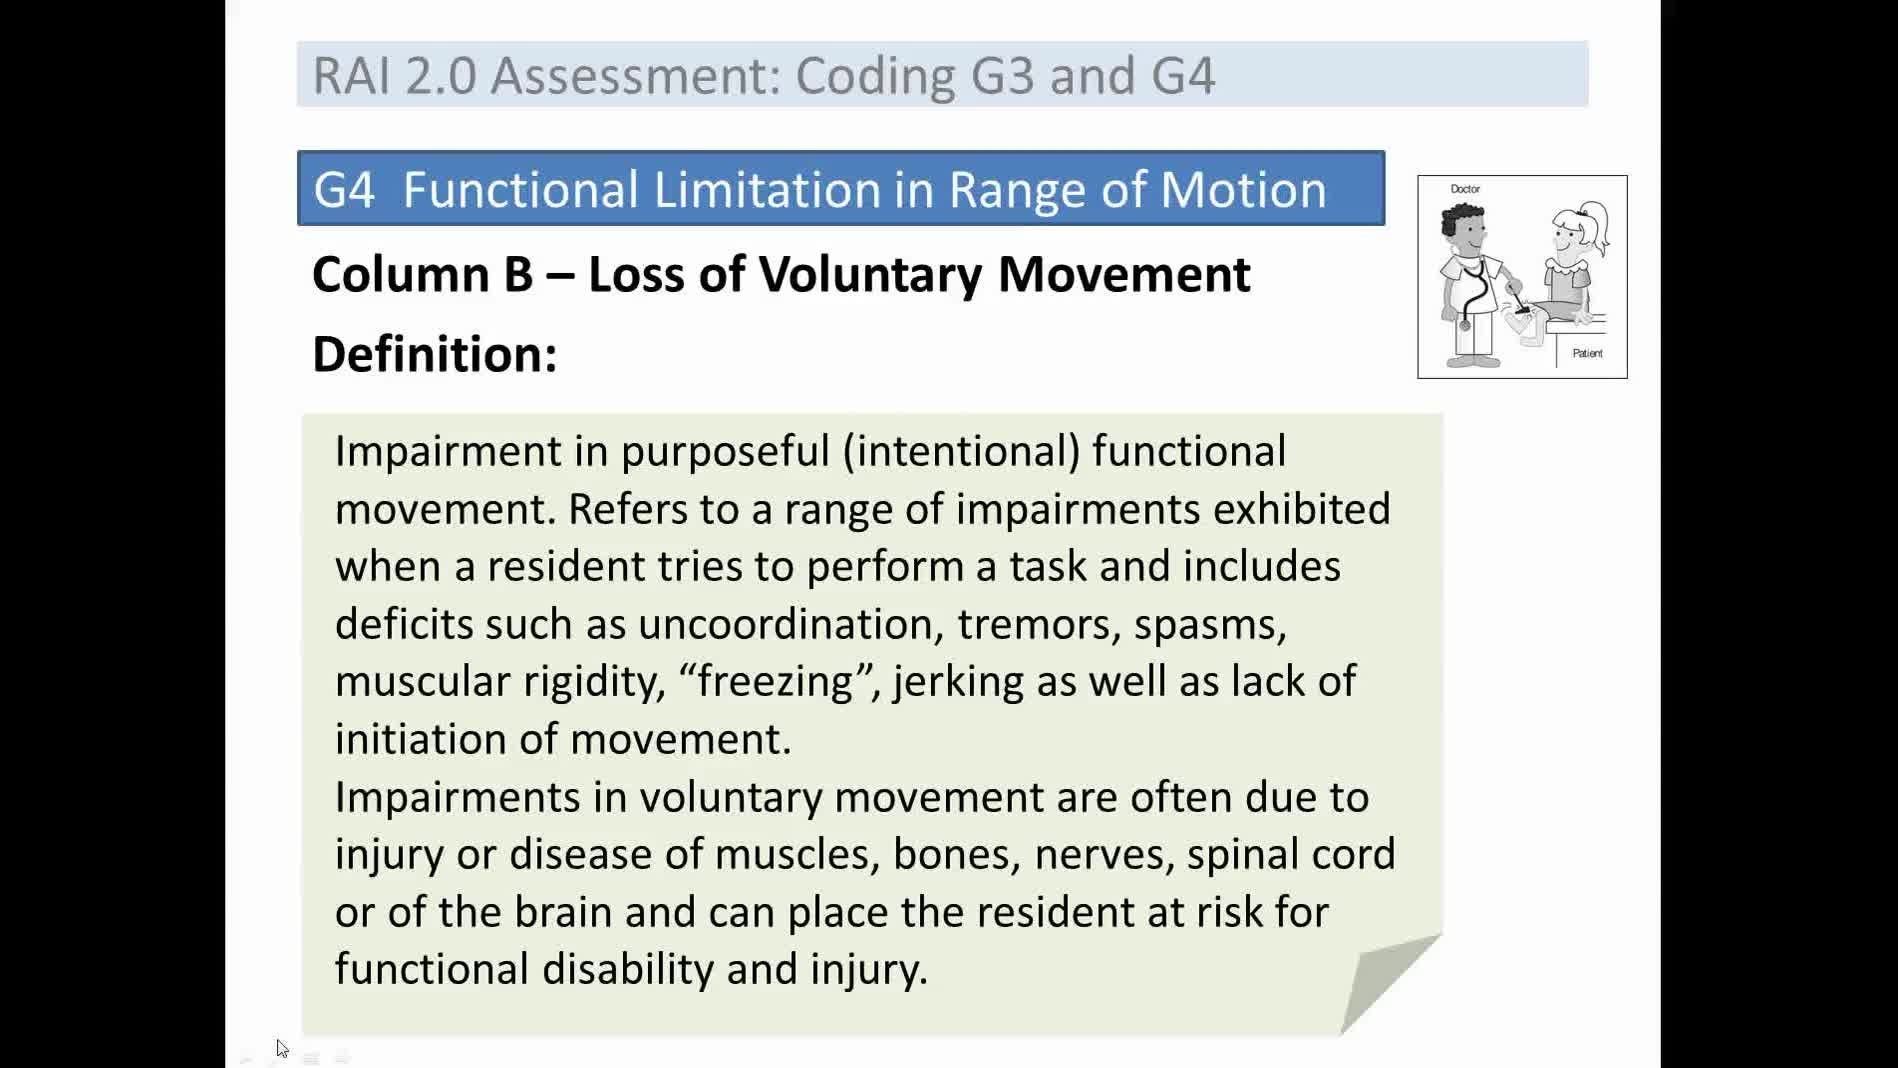 RAI 2.0 Assessment: Coding G3 and G4
G4 Functional Limitation in Range of Motion
Doctor
Column B – Loss of Voluntary Movement
Definition:
Patient
Impairment in purposeful (intentional) functional
movement. Refers to a range of impairments exhibited
when a resident tries to perform a task and includes
deficits such as uncoordination, tremors, spasms,
muscular rigidity, “freezing”, jerking as well as lack of
initiation of movement.
Impairments in voluntary movement are often due to
injury or disease of muscles, bones, nerves, spinal cord
or of the brain and can place the resident at risk for
functional disability and injury.